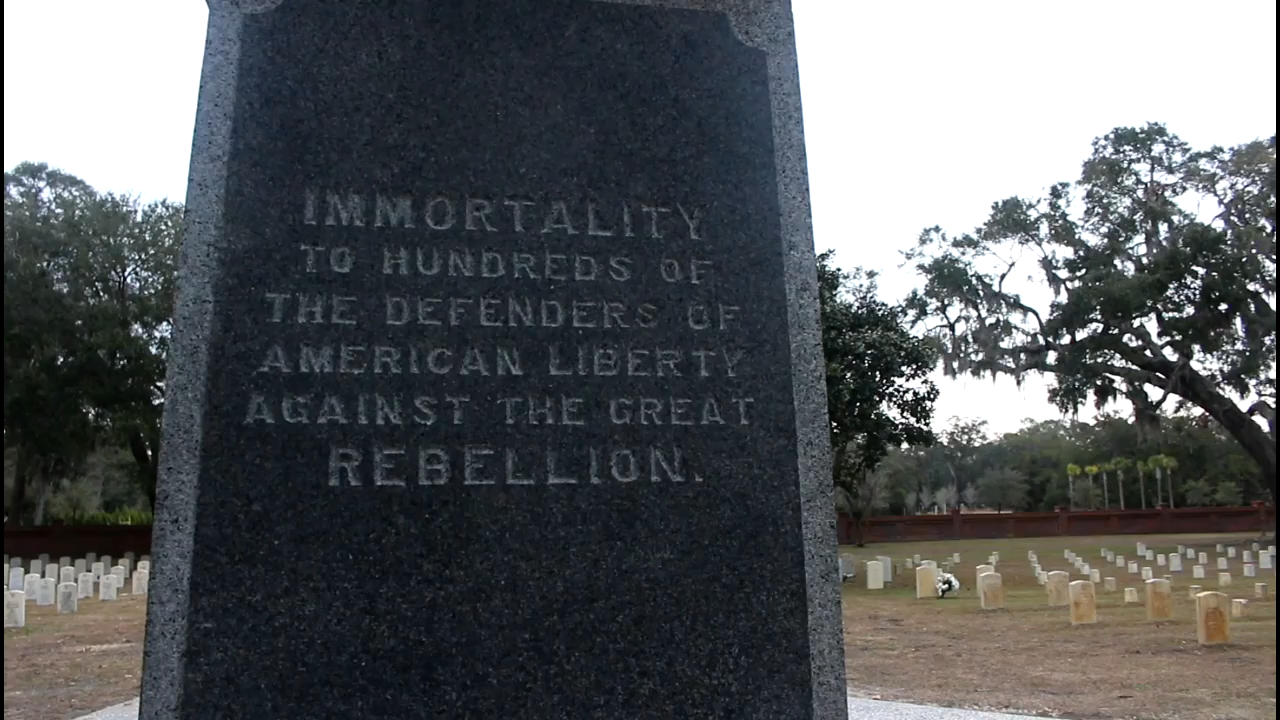 IMMORTALITY
TO HUNDREDS OF
THE DEFENDERS OF
AMERICAN LIBERTY
AGAINST THE GREAT
REBELLION.